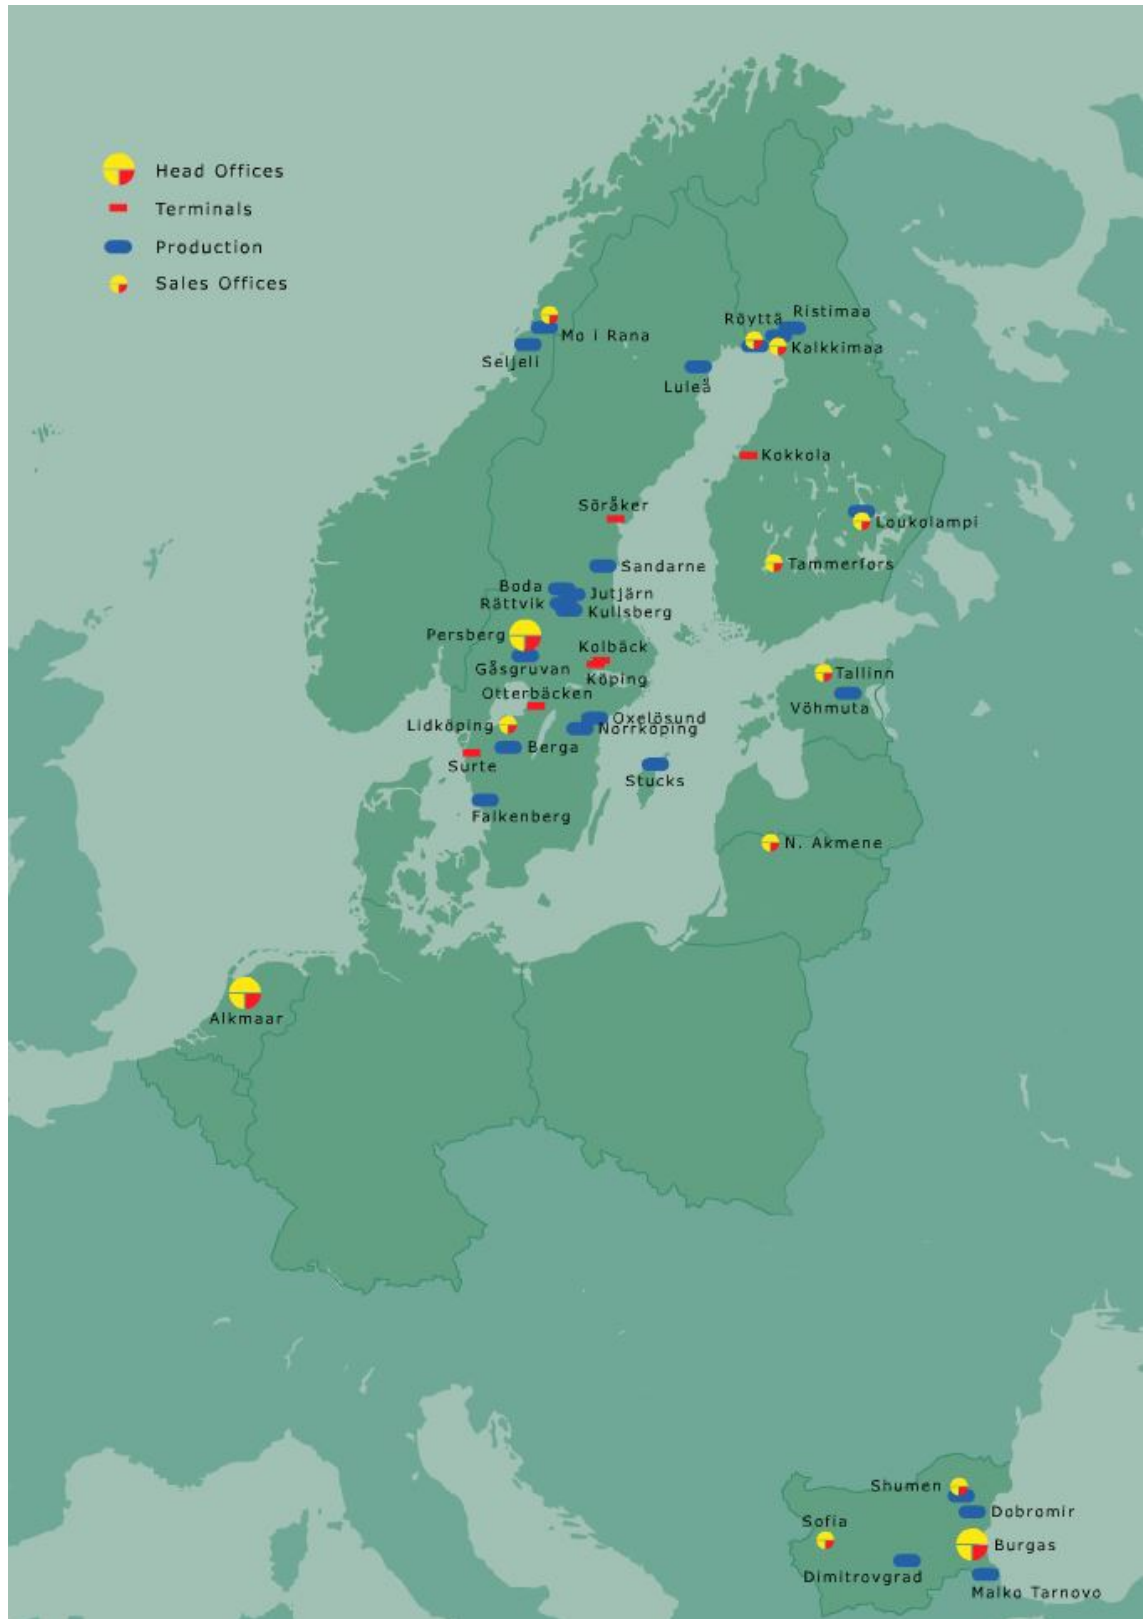 Head Offices
Terminals
Production
Sales Offices
Röyttä
Ristimaa
Mo i Rana
Kalkkimaa
Seljeli
Luleå
Kokkola
Söråker
Loukolampi
Sandarne
Tammerfors
Boda
Jutjärn
Rättvik
Kullsberg
Persberg
Kolbäck
Gåsgruvan
Köping
Tallinn
Otterbäcken
Vöhmuta
Oxelösund
Lidköping
Norrköping
Berga
Surte
Stucks
Falkenberg
N. Akmene
Alkmaar
Shumen
Dobromir
Sofia
Burgas
Dimitrovgrad
Malko Tarnovo